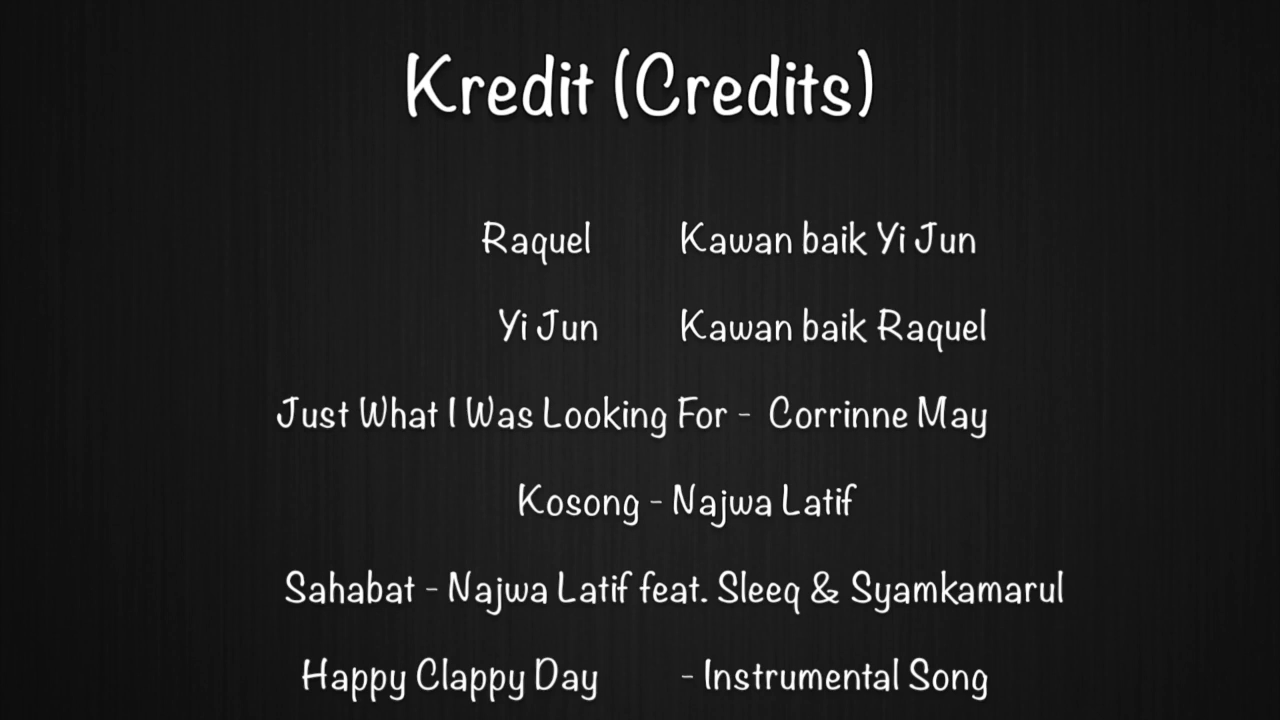 Kredit (Credits)
Raquel Kawan baik Yi Jun
Yi Jun Kawan baik Raquel
Just What I Was Looking For - Corrinne May
Kosong - Najwa Latif
Sahabat - Najwa Latif feat. Sleeq & Syamkamarul
Happy Clappy Day - Instrumental Song